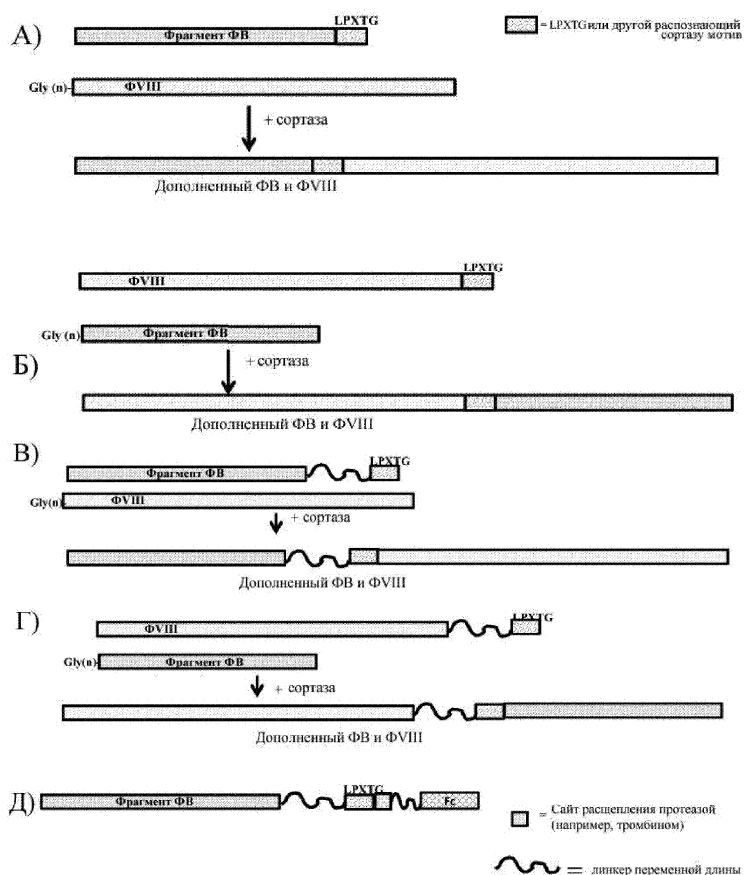 А)
LPXTG
Фрагмент ФВ
= LPXTG или другой распознающий
сортазу мотив
Gly (n)-
ФVIII
+ сортаза
Дополненный ФВ и ФVIII
LPXTG
ФVIII
Gly (n)
Фрагмент ФВ
+ сортаза
Б)
Дополненный ФВ и ФVIII
В)
LPXTG
Фрагмент ФВ
Gly(n)-
ФVIII
+ сортаза
Дополненный ФВ и ФVIII
Г)
LPXTG
ФVIII
Gly(n)-
Фрагмент ФВ
+ сортаза
Дополненный ФВ и ФVIII
Д)
LPXTG
Фрагмент ФВ
Fc
= Сайт расщепления протеазой
(например, тромбином)
= линкер переменной длины